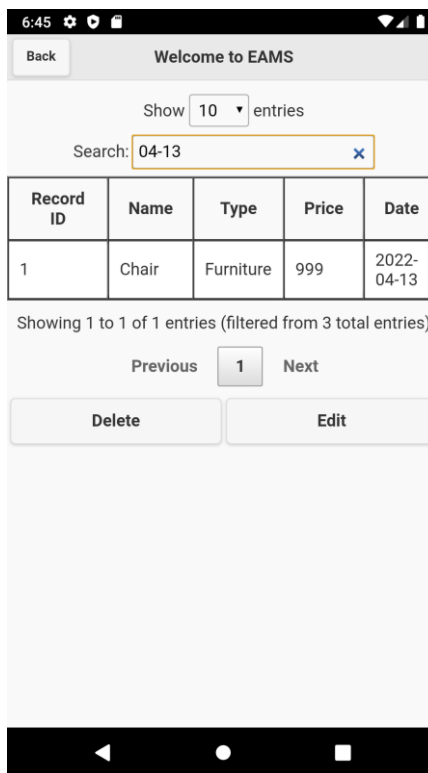 6:45
Back Welcome to EAMS
Show 10 entries
Search: 04-13
Record ID Name Type Price Date
1 Chair Furniture 999 2022-04-13
Showing 1 to 1 of 1 entries (filtered from 3 total entries)
Previous 1 Next
Delete Edit